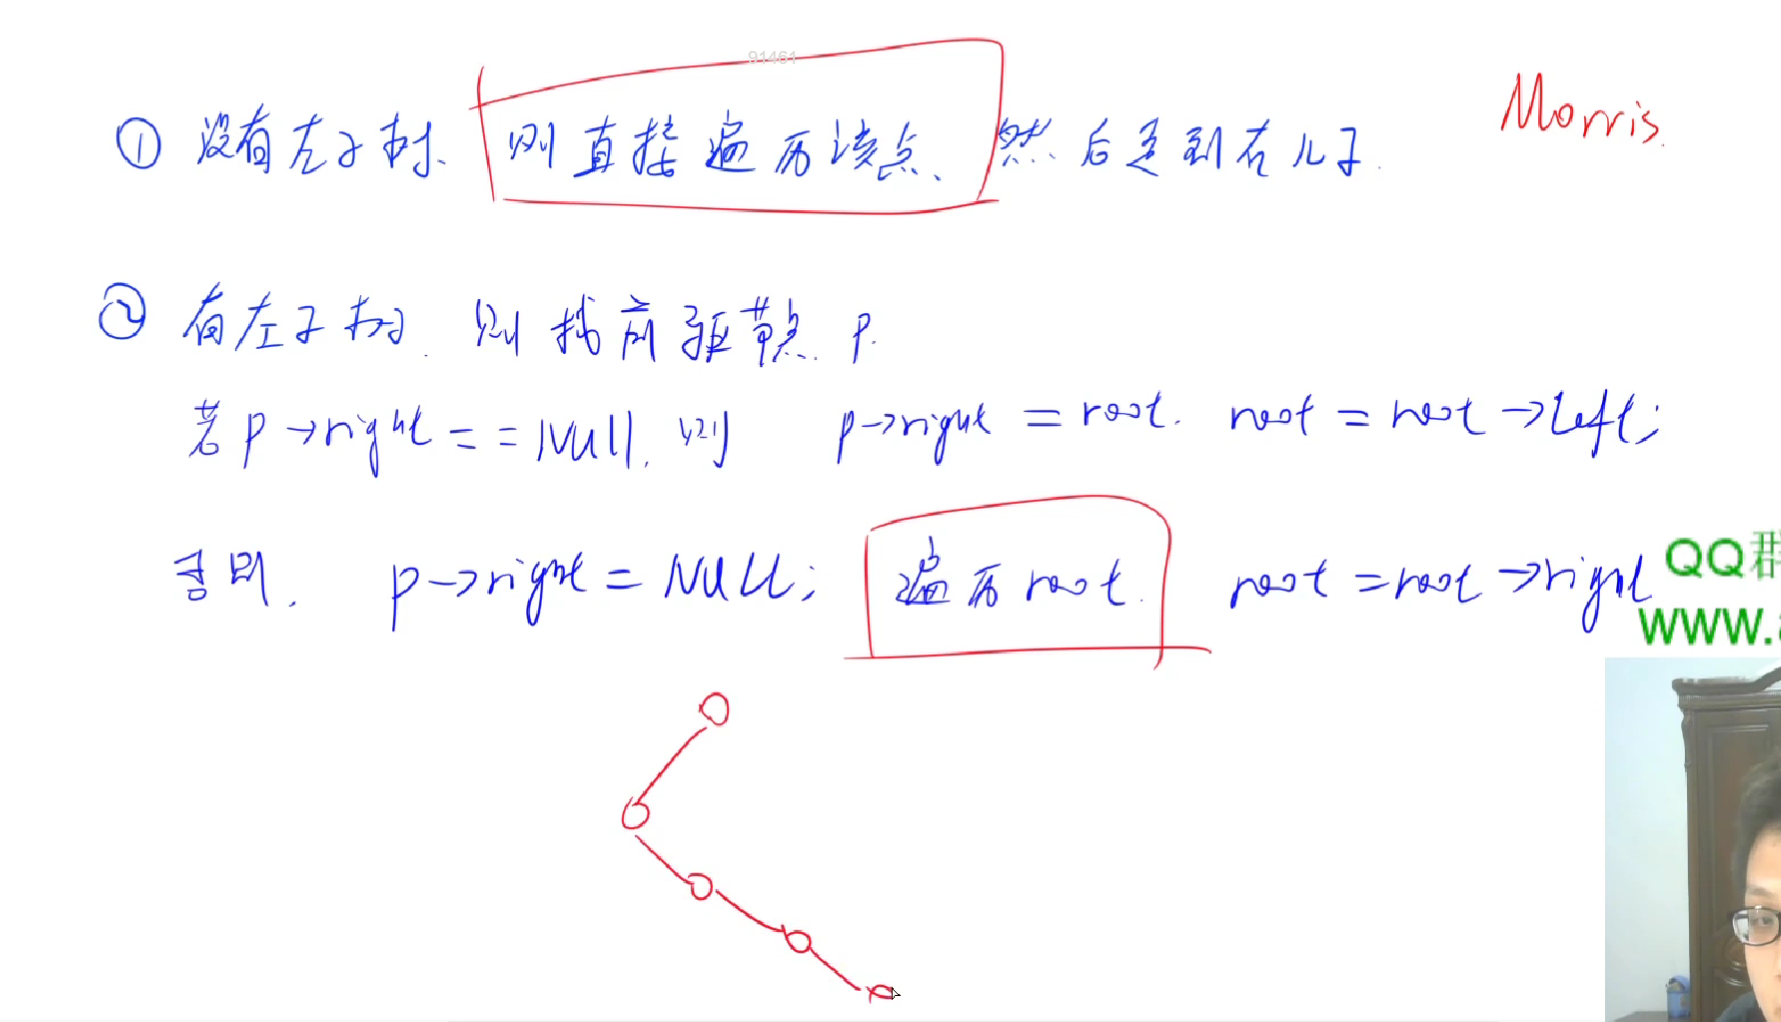 91461
Morris.
① 没有左子树、则直接遍历该点、然后走到右儿子.
② 有左子树. 则找前驱节点 p.
若 p→right == Null, 则 p→right = root. root = root→left;
否则. p→right = NULL; 遍历 root. root = root→right
QQ群
www.